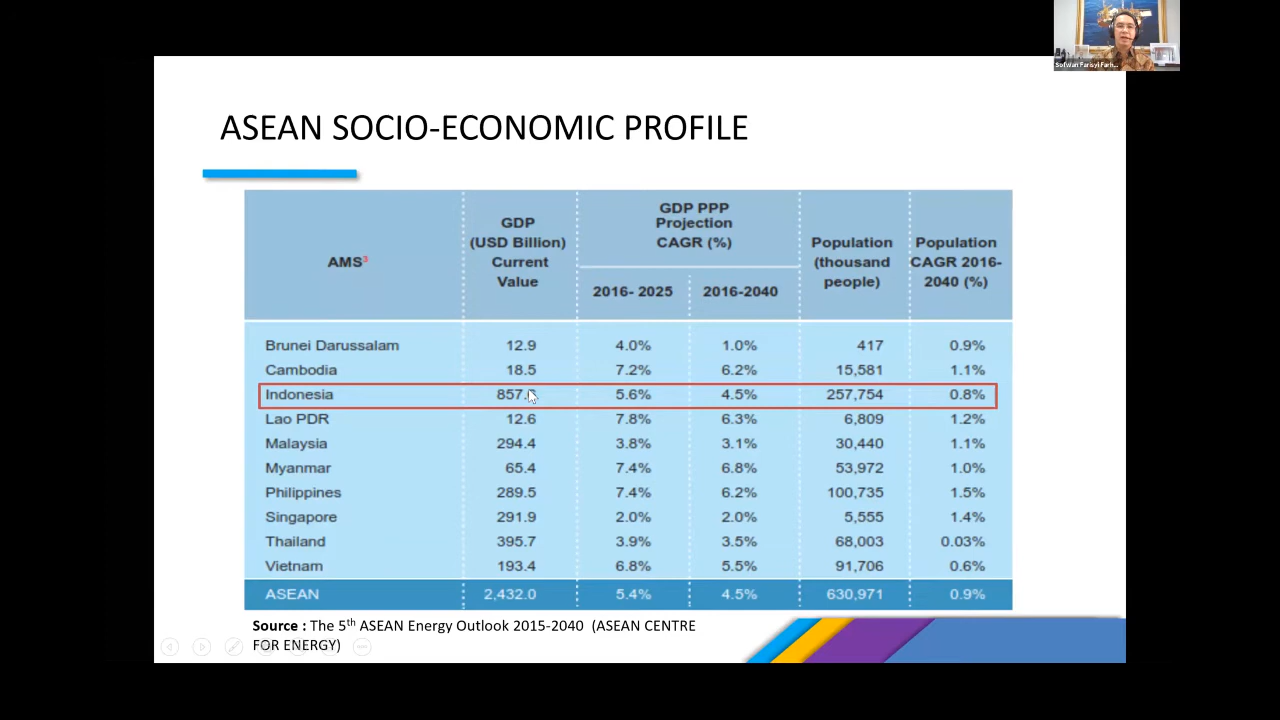 Sofwan Farisyi Farh...
ASEAN SOCIO-ECONOMIC PROFILE
AMS³ GDP (USD Billion) Current Value GDP PPP Projection CAGR (%) Population (thousand people) Population CAGR 2016-2040 (%)
2016- 2025 2016-2040
Brunei Darussalam 12.9 4.0% 1.0% 417 0.9%
Cambodia 18.5 7.2% 6.2% 15,581 1.1%
Indonesia 857. 5.6% 4.5% 257,754 0.8%
Lao PDR 12.6 7.8% 6.3% 6,809 1.2%
Malaysia 294.4 3.8% 3.1% 30,440 1.1%
Myanmar 65.4 7.4% 6.8% 53,972 1.0%
Philippines 289.5 7.4% 6.2% 100,735 1.5%
Singapore 291.9 2.0% 2.0% 5,555 1.4%
Thailand 395.7 3.9% 3.5% 68,003 0.03%
Vietnam 193.4 6.8% 5.5% 91,706 0.6%
ASEAN 2,432.0 5.4% 4.5% 630,971 0.9%
Source : The 5th ASEAN Energy Outlook 2015-2040 (ASEAN CENTRE
FOR ENERGY)